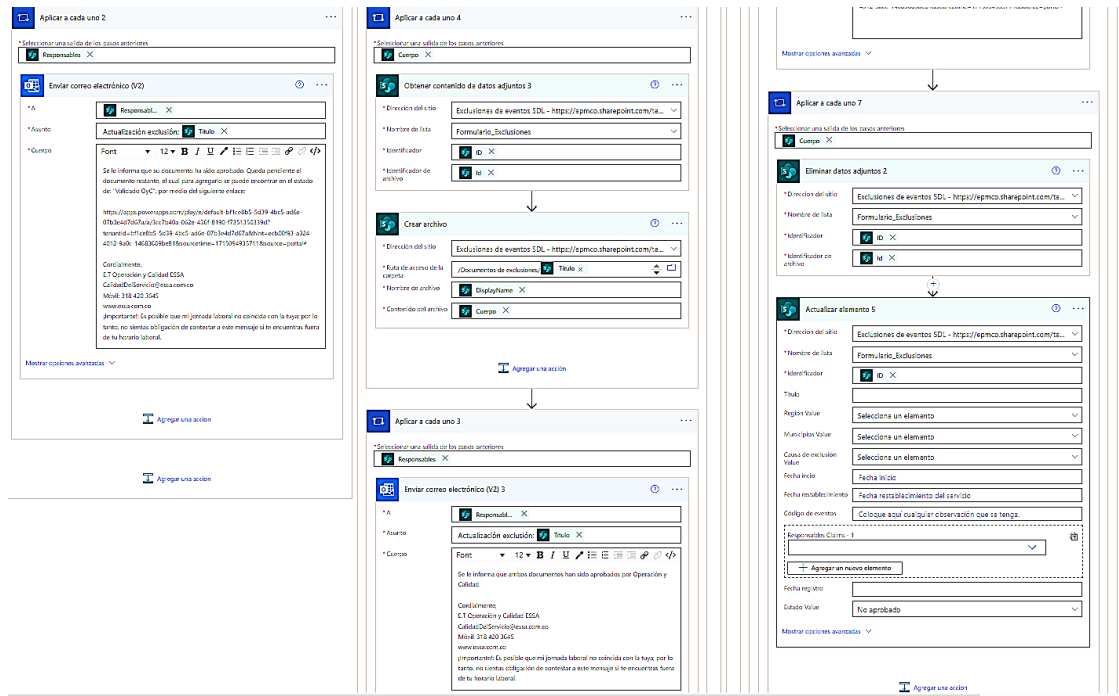 Aplicar a cada uno 2
* Seleccionar una salida de los pasos anteriores
Responsables
Enviar correo electrónico (V2)
* A
Responsabl...
* Asunto
Actualización exclusión: Título
* Cuerpo
Font 12 B I U
Se le informa que su documento ha sido aprobado. Queda pendiente el
documento restante, el cual para agregarlo se puede encontrar en el estado
de: "Validado OyC", por medio del siguiente enlace:
Cordialmente,
E.T Operación y Calidad ESSA
CalidadDelServicio@essa.com.co
Móvil: 318 420 3645
www.essa.com.co
¡Importante!: Es posible que mi jornada laboral no coincida con la tuya; por lo
tanto, no sientas obligación de contestar a este mensaje si te encuentras fuera
de tu horario laboral.
Mostrar opciones avanzadas
Agregar una acción
Agregar una acción
Aplicar a cada uno 4
* Seleccionar una salida de los pasos anteriores
Cuerpo
Obtener contenido de datos adjuntos 3
* Dirección del sitio
Exclusiones de eventos SDL - https://epmco.sharepoint.com/te...
* Nombre de lista
Formulario_Exclusiones
* Identificador
ID
* Identificador de
archivo
Id
Crear archivo
* Dirección del sitio
Exclusiones de eventos SDL - https://epmco.sharepoint.com/te...
* Ruta de acceso de la
carpeta
/Documentos de exclusiones/ Título
* Nombre de archivo
DisplayName
* Contenido del archivo
Cuerpo
Agregar una acción
Aplicar a cada uno 3
* Seleccionar una salida de los pasos anteriores
Responsables
Enviar correo electrónico (V2) 3
* A
Responsabl...
* Asunto
Actualización exclusión: Título
* Cuerpo
Font 12 B I U
Se le informa que ambos documentos han sido aprobados por Operación y
Calidad.
Cordialmente,
E.T Operación y Calidad ESSA
CalidadDelServicio@essa.com.co
Móvil: 318 420 3645
www.essa.com.co
¡Importante!: Es posible que mi jornada laboral no coincida con la tuya; por lo
tanto, no sientas obligación de contestar a este mensaje si te encuentras fuera
de tu horario laboral.
Mostrar opciones avanzadas
Aplicar a cada uno 7
* Seleccionar una salida de los pasos anteriores
Cuerpo
Eliminar datos adjuntos 2
* Dirección del sitio
Exclusiones de eventos SDL - https://epmco.sharepoint.com/te...
* Nombre de lista
Formulario_Exclusiones
* Identificador
ID
* Identificador de
archivo
Id
Actualizar elemento 5
* Dirección del sitio
Exclusiones de eventos SDL - https://epmco.sharepoint.com/te...
* Nombre de lista
Formulario_Exclusiones
* Identificador
ID
Título
Region Value
Seleccione un elemento
Municipios Value
Seleccione un elemento
Causa de exclusión
Value
Seleccione un elemento
Fecha incio
Fecha inicio
Fecha restablecimiento
Fecha restablacimiento del servicio
Código de eventos
Coloque aquí cualquier observación que se tenga.
Responsables Claims - 1
Agregar un nuevo elemento
Fecha registro
Estado Value
No aprobado
Mostrar opciones avanzadas
Agregar una acción